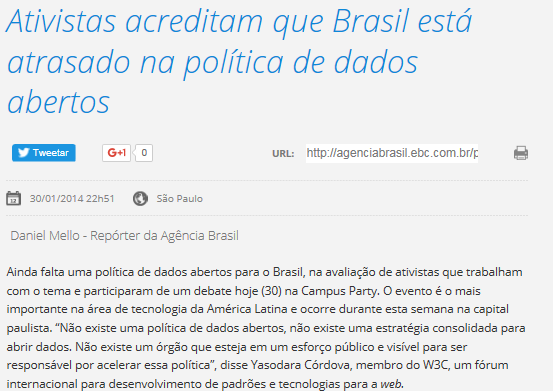 Ativistas acreditam que Brasil está
atrasado na política de dados
abertos
Tweetar
G+1
0
URL:
http://agenciabrasil.ebc.com.br/p
30/01/2014 22h51
São Paulo
Daniel Mello - Repórter da Agência Brasil
Ainda falta uma política de dados abertos para o Brasil, na avaliação de ativistas que trabalham
com o tema e participaram de um debate hoje (30) na Campus Party. O evento é o mais
importante na área de tecnologia da América Latina e ocorre durante esta semana na capital
paulista. “Não existe uma política de dados abertos, não existe uma estratégia consolidada para
abrir dados. Não existe um órgão que esteja em um esforço público e visível para ser
responsável por acelerar essa política”, disse Yasodara Córdova, membro do W3C, um fórum
internacional para desenvolvimento de padrões e tecnologias para a web.